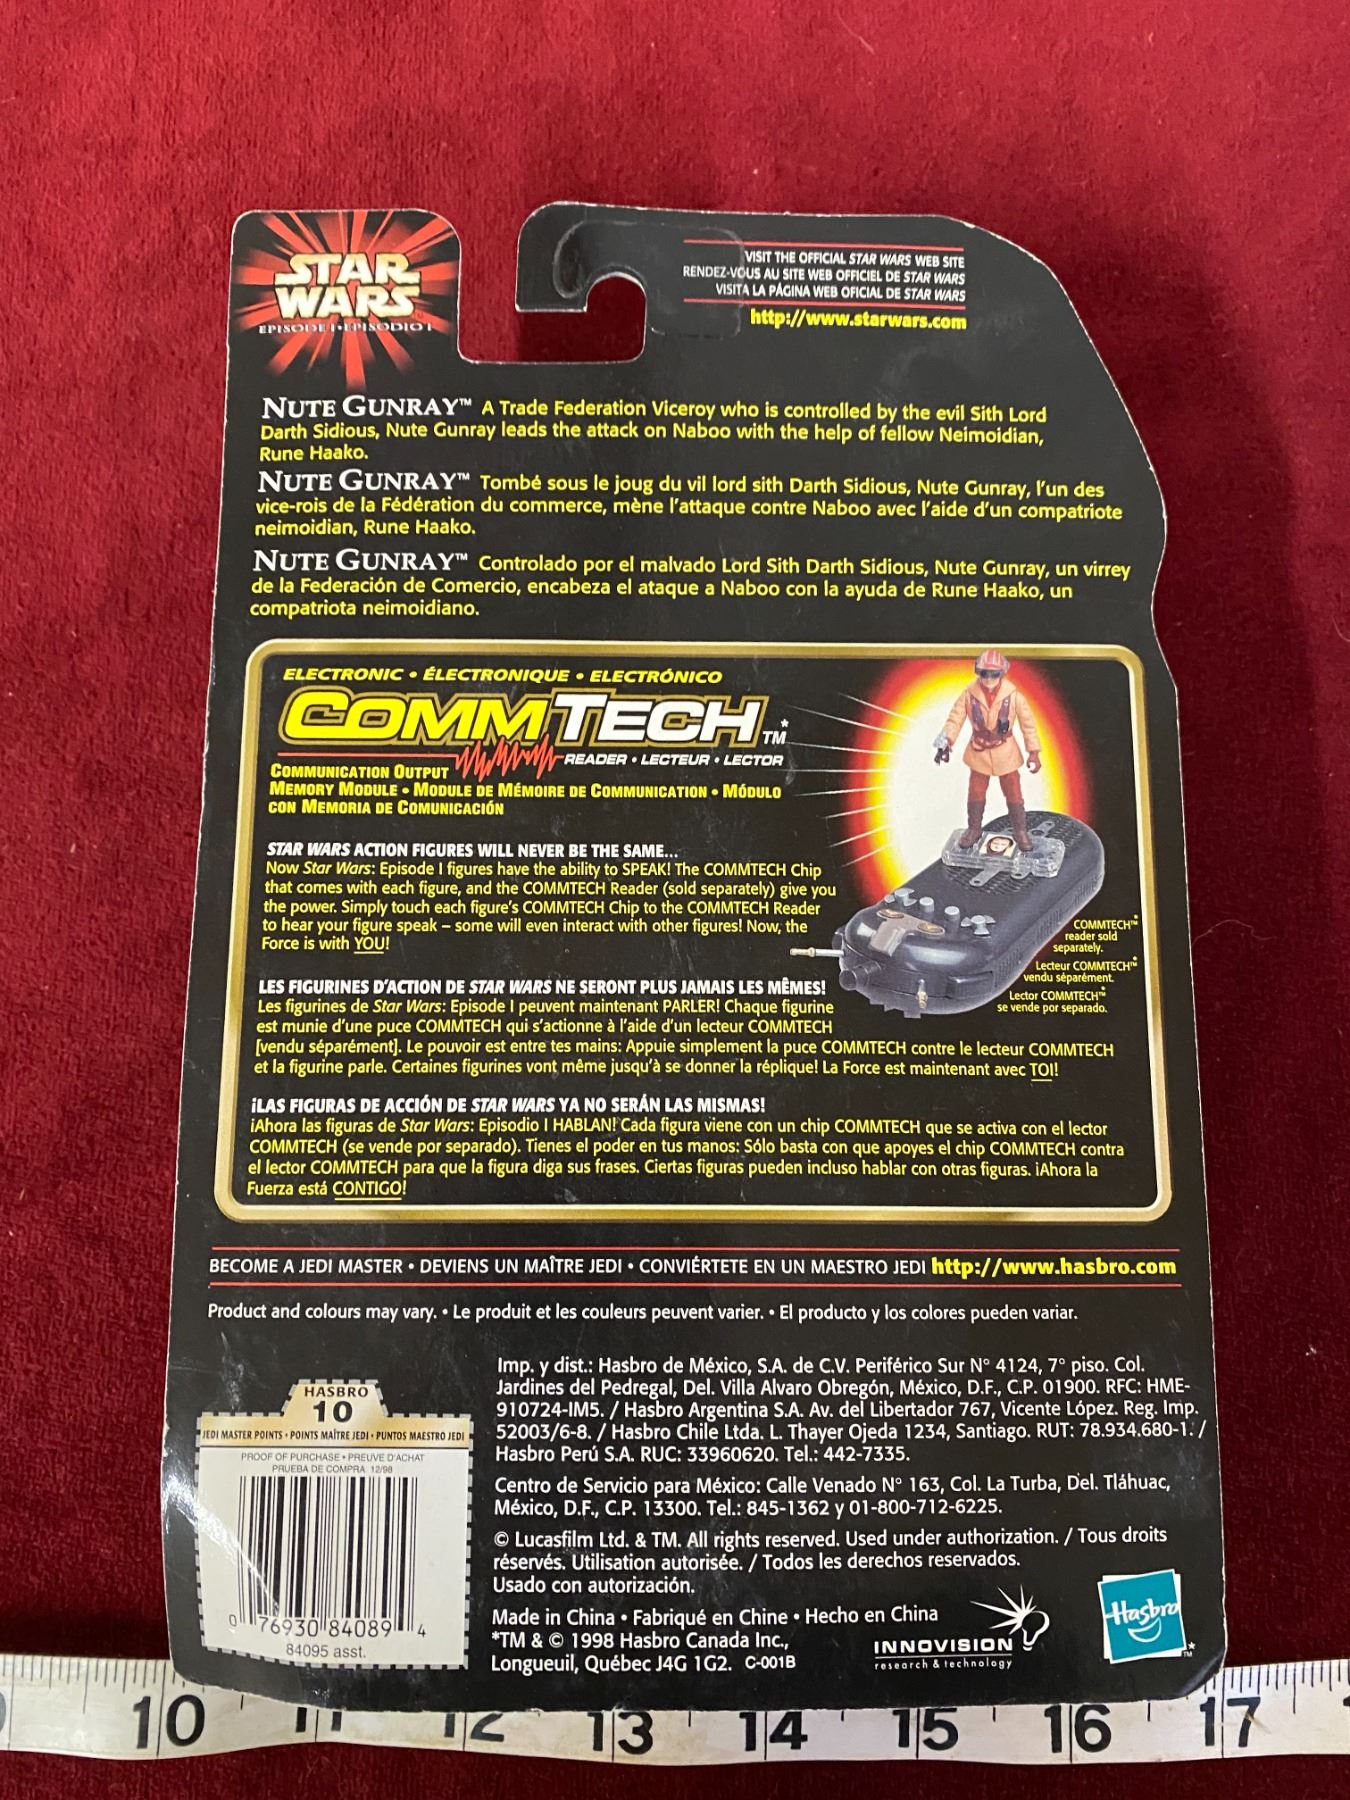 STAR
WARS
EPISODE I • EPISODIO I
VISIT THE OFFICIAL STAR WARS WEB SITE
RENDEZ-VOUS AU SITE WEB OFFICIEL DE STAR WARS
VISITA LA PÁGINA WEB OFICIAL DE STAR WARS
http://www.starwars.com
NUTE GUNRAY™ A Trade Federation Viceroy who is controlled by the evil Sith Lord
Darth Sidious, Nute Gunray leads the attack on Naboo with the help of fellow Neimoidian,
Rune Haako.
NUTE GUNRAY™ Tombé sous le joug du vil lord sith Darth Sidious, Nute Gunray, l'un des
vice-rois de la Fédération du commerce, mène l'attaque contre Naboo avec l'aide d'un compatriote
neimoidian, Rune Haako.
NUTE GUNRAY™ Controlado por el malvado Lord Sith Darth Sidious, Nute Gunray, un virrey
de la Federación de Comercio, encabeza el ataque a Naboo con la ayuda de Rune Haako, un
compatriota neimoidiano.
ELECTRONIC • ÉLECTRONIQUE • ELECTRÓNICO
COMMTECH™*
READER • LECTEUR • LECTOR
COMMUNICATION OUTPUT
MEMORY MODULE • MODULE DE MÉMOIRE DE COMMUNICATION • MÓDULO
CON MEMORIA DE COMUNICACIÓN
STAR WARS ACTION FIGURES WILL NEVER BE THE SAME...
Now Star Wars: Episode I figures have the ability to SPEAK! The COMMTECH Chip
that comes with each figure, and the COMMTECH Reader (sold separately) give you
the power. Simply touch each figure's COMMTECH Chip to the COMMTECH Reader
to hear your figure speak – some will even interact with other figures! Now, the
Force is with YOU!
COMMTECH™*
reader sold
separately.
Lecteur COMMTECH™*
vendu séparément.
Lector COMMTECH™*
se vende por separado.
LES FIGURINES D'ACTION DE STAR WARS NE SERONT PLUS JAMAIS LES MÊMES!
Les figurines de Star Wars: Episode I peuvent maintenant PARLER! Chaque figurine
est munie d'une puce COMMTECH qui s'actionne à l'aide d'un lecteur COMMTECH
[vendu séparément]. Le pouvoir est entre tes mains: Appuie simplement la puce COMMTECH contre le lecteur COMMTECH
et la figurine parle. Certaines figurines vont même jusqu'à se donner la réplique! La Force est maintenant avec TOI!
¡LAS FIGURAS DE ACCIÓN DE STAR WARS YA NO SERÁN LAS MISMAS!
¡Ahora las figuras de Star Wars: Episodio I HABLAN! Cada figura viene con un chip COMMTECH que se activa con el lector
COMMTECH (se vende por separado). Tienes el poder en tus manos: Sólo basta con que apoyes el chip COMMTECH contra
el lector COMMTECH para que la figura diga sus frases. Ciertas figuras pueden incluso hablar con otras figuras. ¡Ahora la
Fuerza está CONTIGO!
BECOME A JEDI MASTER • DEVIENS UN MAÎTRE JEDI • CONVIÉRTETE EN UN MAESTRO JEDI http://www.hasbro.com
Product and colours may vary. • Le produit et les couleurs peuvent varier. • El producto y los colores pueden variar.
HASBRO
10
JEDI MASTER POINTS • POINTS MAÎTRE JEDI • PUNTOS MAESTRO JEDI
PROOF OF PURCHASE • PREUVE D'ACHAT
PRUEBA DE COMPRA 12/98
0 76930 84089 4
84095 asst.
Imp. y dist.: Hasbro de México, S.A. de C.V. Periférico Sur N° 4124, 7° piso. Col.
Jardines del Pedregal, Del. Villa Alvaro Obregón, México, D.F., C.P. 01900. RFC: HME-
910724-IM5. / Hasbro Argentina S.A. Av. del Libertador 767, Vicente López. Reg. Imp.
52003/6-8. / Hasbro Chile Ltda. L. Thayer Ojeda 1234, Santiago. RUT: 78.934.680-1. /
Hasbro Perú S.A. RUC: 33960620. Tel.: 442-7335.
Centro de Servicio para México: Calle Venado N° 163, Col. La Turba, Del. Tláhuac,
México, D.F., C.P. 13300. Tel.: 845-1362 y 01-800-712-6225.
© Lucasfilm Ltd. & TM. All rights reserved. Used under authorization. / Tous droits
réservés. Utilisation autorisée. / Todos les derechos reservados.
Usado con autorización.
Made in China • Fabriqué en Chine • Hecho en China
*TM & © 1998 Hasbro Canada Inc.,
Longueuil, Québec J4G 1G2. C-001B
INNOVISION
research & technology
Hasbro
™*
10 11 12 13 14 15 16 17